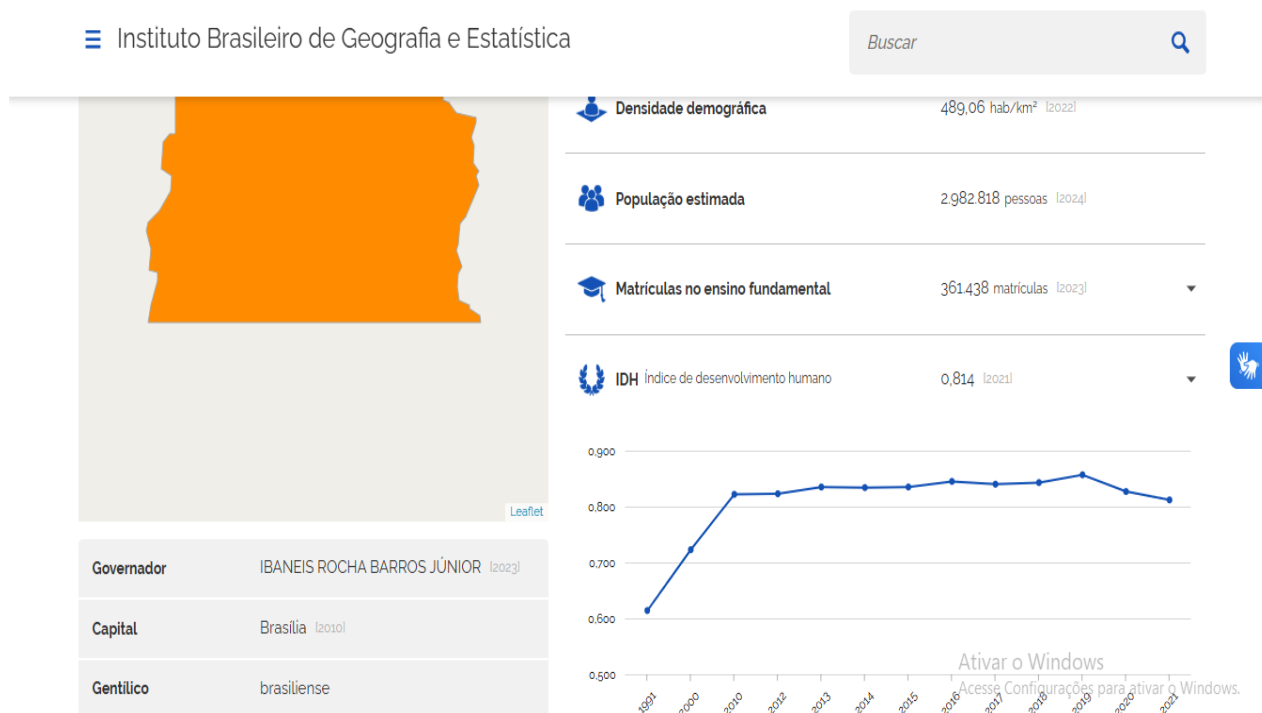 Instituto Brasileiro de Geografia e Estatística
Buscar
Densidade demográfica 489,06 hab/km² [2022]
População estimada 2.982.818 pessoas [2024]
Matrículas no ensino fundamental 361.438 matrículas [2023]
IDH Índice de desenvolvimento humano 0,814 [2021]
0,900
0,800
0,700
0,600
0,500
1991 2000 2010 2012 2013 2014 2015 2016 2017 2018 2019 2020 2021
Leaflet
Governador IBANEIS ROCHA BARROS JÚNIOR [2023]
Capital Brasília [2010]
Gentílico brasiliense
Ativar o Windows
Acesse Configurações para ativar o Windows.